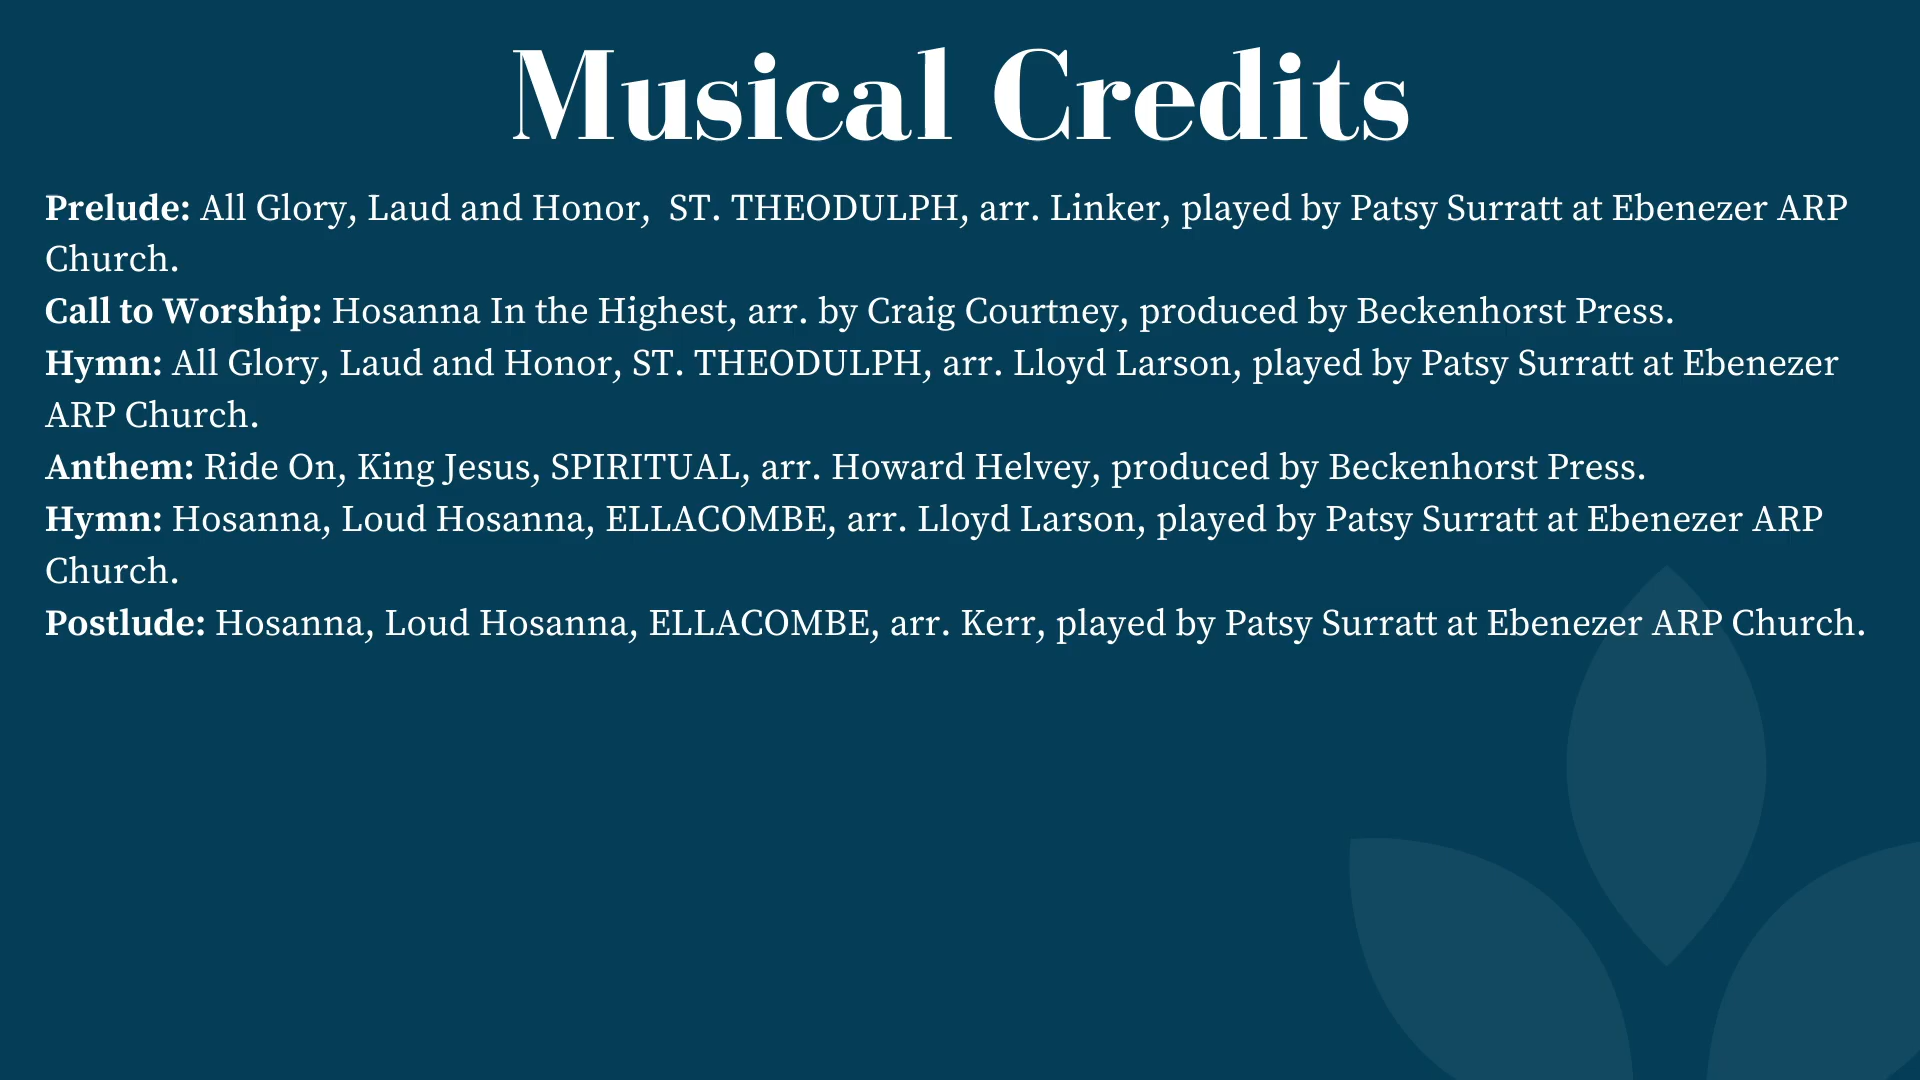 Musical Credits
Prelude: All Glory, Laud and Honor,  ST. THEODULPH, arr. Linker, played by Patsy Surratt at Ebenezer ARP
Church.
Call to Worship: Hosanna In the Highest, arr. by Craig Courtney, produced by Beckenhorst Press.
Hymn: All Glory, Laud and Honor, ST. THEODULPH, arr. Lloyd Larson, played by Patsy Surratt at Ebenezer
ARP Church.
Anthem: Ride On, King Jesus, SPIRITUAL, arr. Howard Helvey, produced by Beckenhorst Press.
Hymn: Hosanna, Loud Hosanna, ELLACOMBE, arr. Lloyd Larson, played by Patsy Surratt at Ebenezer ARP
Church.
Postlude: Hosanna, Loud Hosanna, ELLACOMBE, arr. Kerr, played by Patsy Surratt at Ebenezer ARP Church.